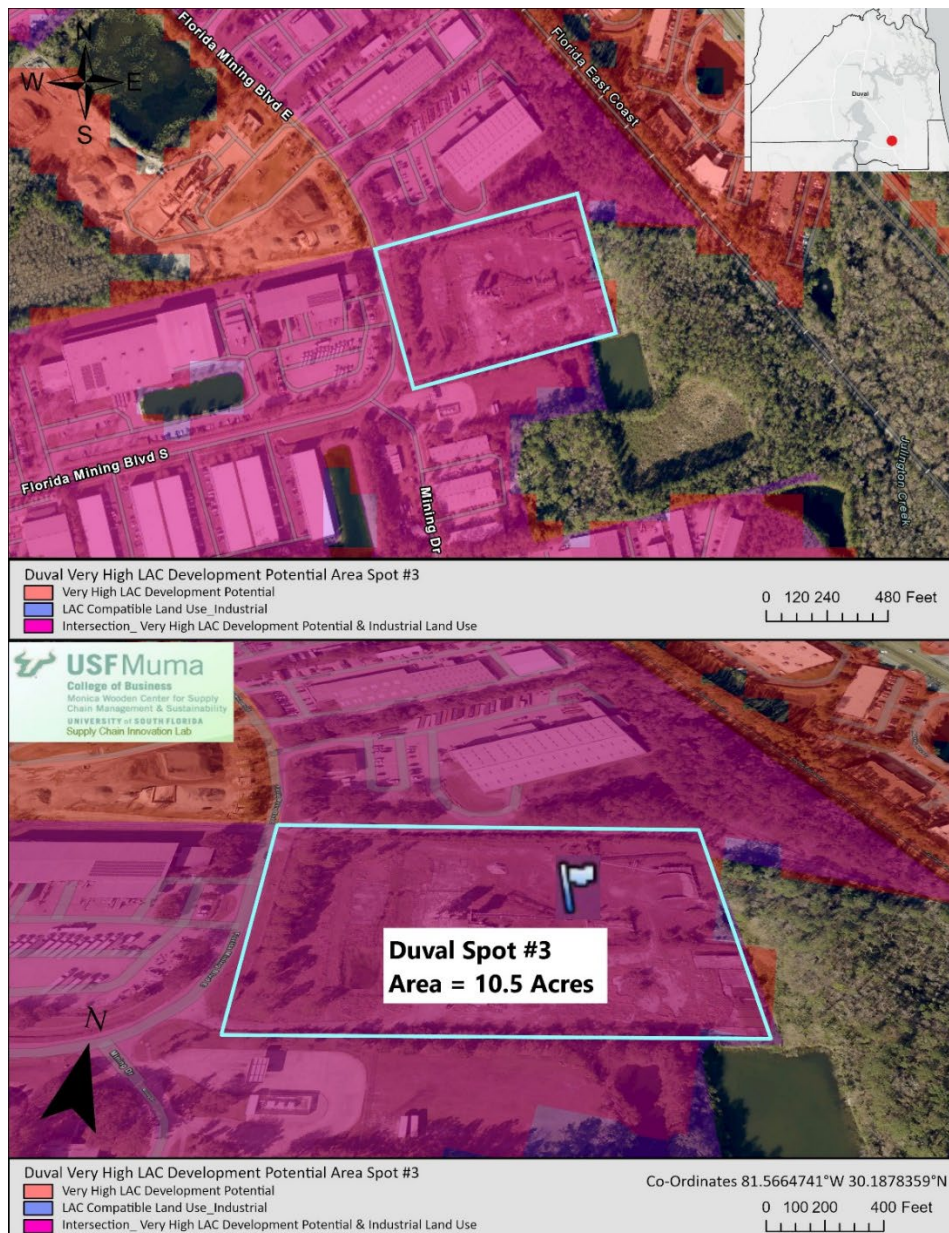 N
W E
S
Florida Mining Blvd E
Florida East Coast
Duval
Florida Mining Blvd S
Mining Dr
Julington Creek
Duval Very High LAC Development Potential Area Spot #3
Very High LAC Development Potential
LAC Compatible Land Use_Industrial
Intersection_ Very High LAC Development Potential & Industrial Land Use
0 120 240 480 Feet
USF Muma
College of Business
Monica Wooden Center for Supply
Chain Management & Sustainability
UNIVERSITY of SOUTH FLORIDA
Supply Chain Innovation Lab
Duval Spot #3
Area = 10.5 Acres
N
Mining Dr
Duval Very High LAC Development Potential Area Spot #3
Very High LAC Development Potential
LAC Compatible Land Use_Industrial
Intersection_ Very High LAC Development Potential & Industrial Land Use
Co-Ordinates 81.5664741°W 30.1878359°N
0 100 200 400 Feet